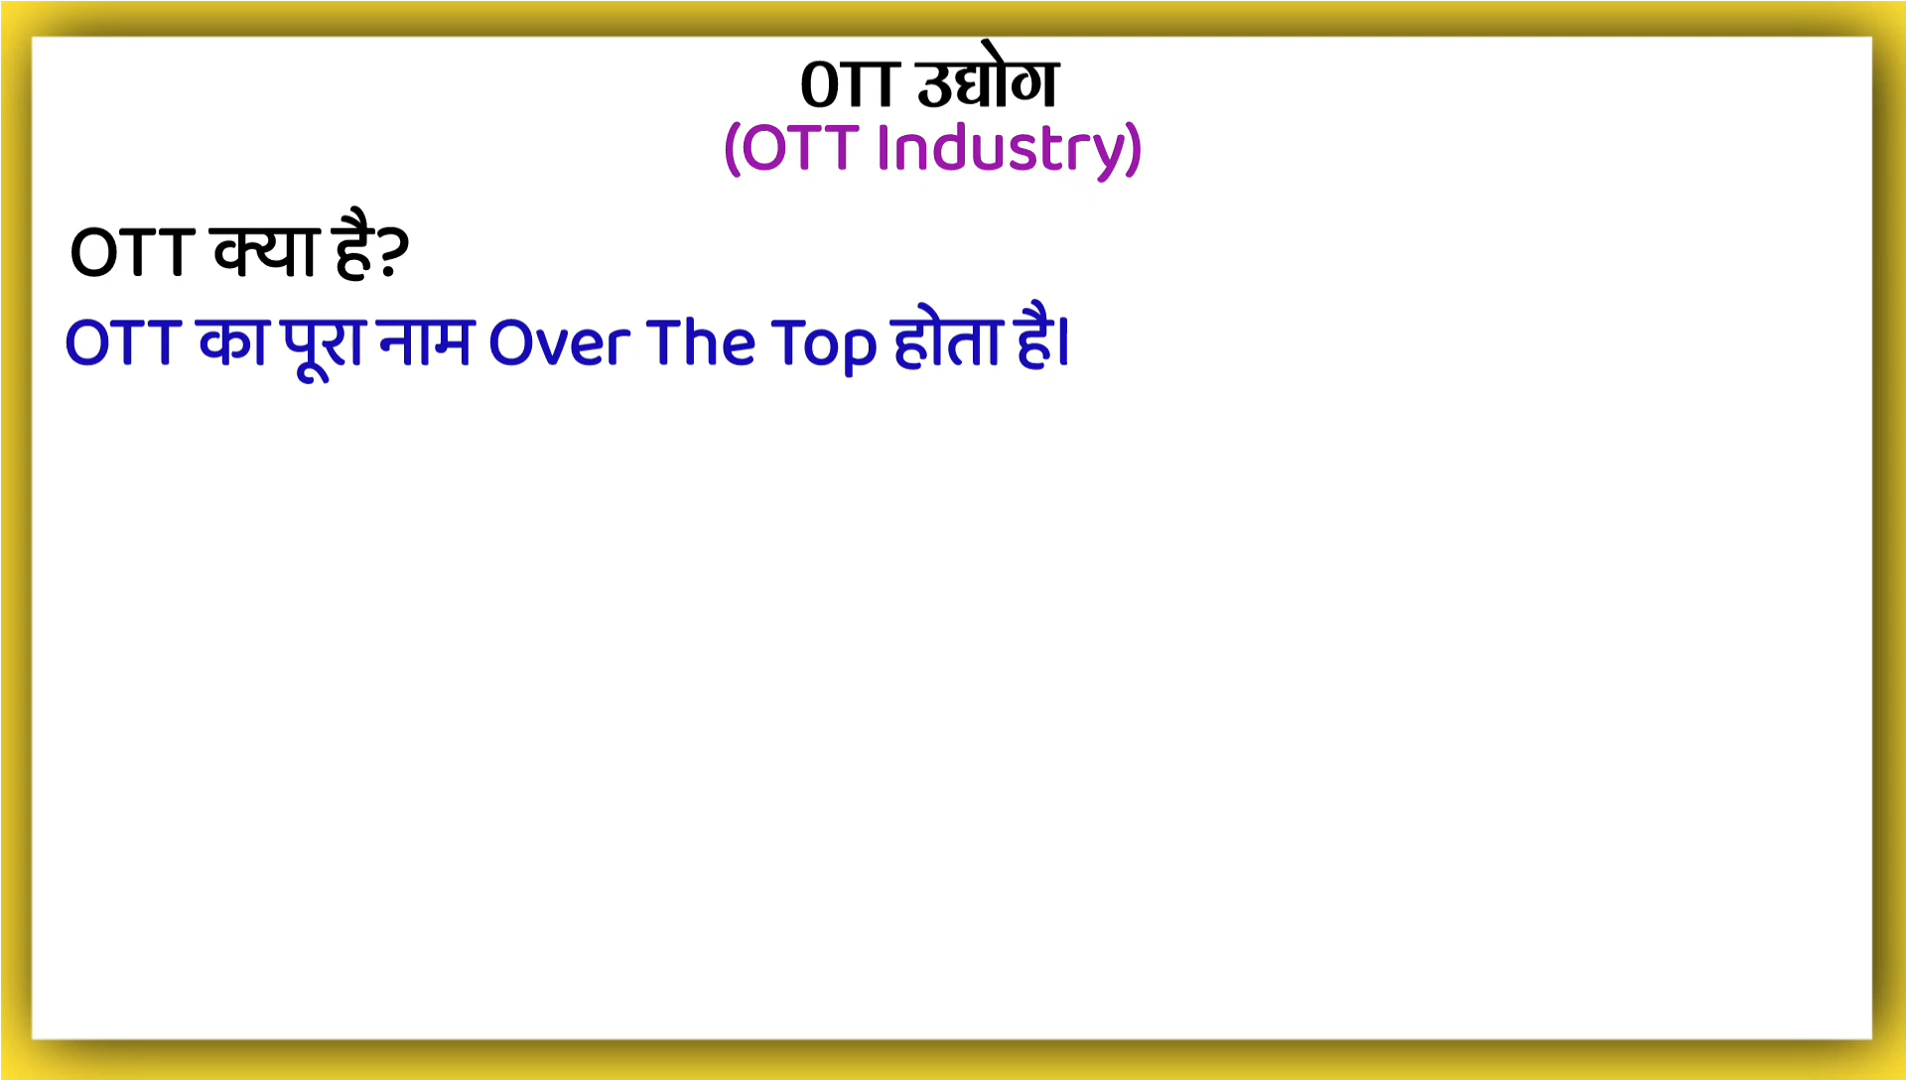 OTT उद्योग
(OTT Industry)
OTT क्या है?
OTT का पूरा नाम Over The Top होता है।